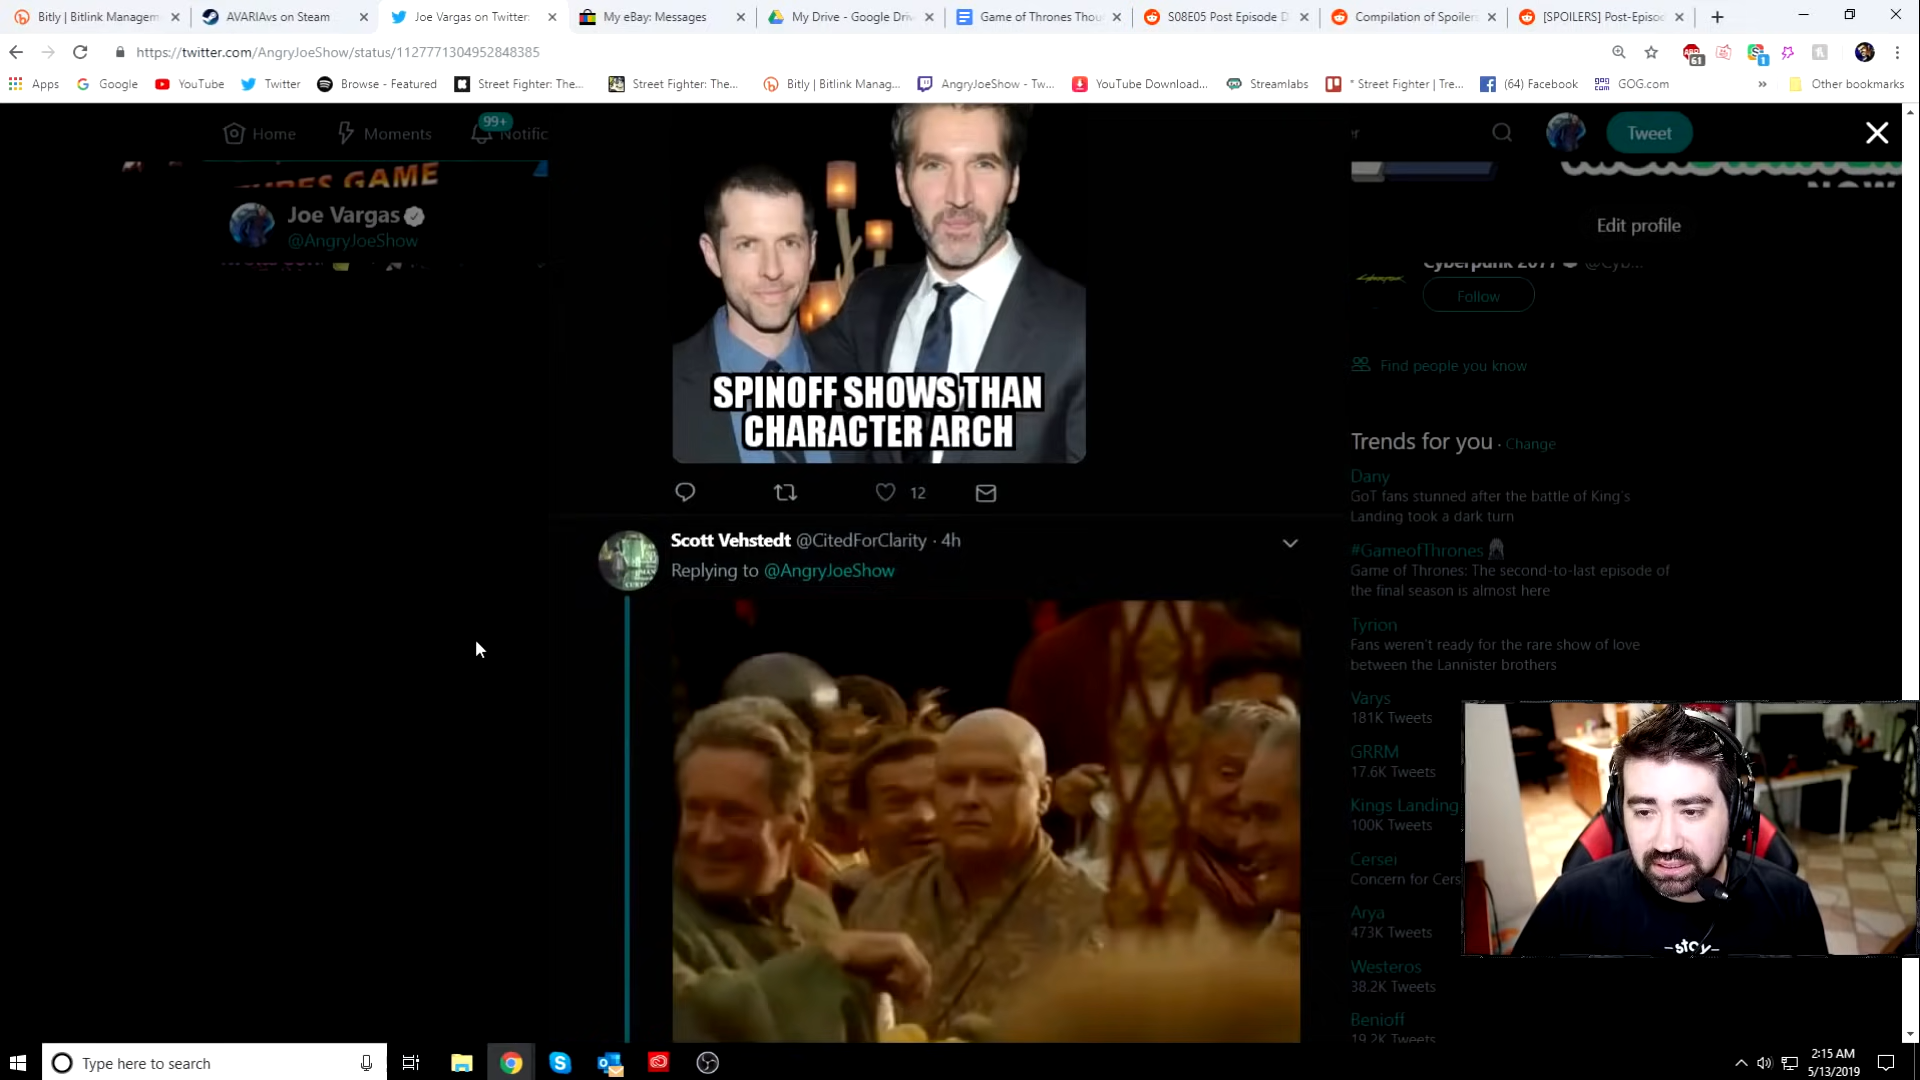 Bitly | Bitlink Managem
AVARIAvs on Steam
Joe Vargas on Twitter:
My eBay: Messages
My Drive - Google Driv
Game of Thrones Thou
S08E05 Post Episode D
Compilation of Spoiler
[SPOILERS] Post-Episod
https://twitter.com/AngryJoeShow/status/1127771304952848385
61
1
Apps
Google
YouTube
Twitter
Browse - Featured
Street Fighter: The...
Street Fighter: The...
Bitly | Bitlink Manag...
AngryJoeShow - Tw...
YouTube Download...
Streamlabs
* Street Fighter | Tre...
(64) Facebook
GOG.com
»
Other bookmarks
Home
Moments
99+
Notific
er
Tweet
GAME
Joe Vargas
@AngryJoeShow
NOW
Edit profile
Cyberpunk 2077 @Cyb...
Follow
Find people you know
SPINOFF SHOWS THAN
CHARACTER ARCH
12
Scott Vehstedt @CitedForClarity · 4h
Replying to @AngryJoeShow
Trends for you · Change
Dany
GoT fans stunned after the battle of King's
Landing took a dark turn
#GameofThrones
Game of Thrones: The second-to-last episode of
the final season is almost here
Tyrion
Fans weren't ready for the rare show of love
between the Lannister brothers
Varys
181K Tweets
GRRM
17.6K Tweets
Kings Landing
100K Tweets
Cersei
Concern for Cers
Arya
473K Tweets
Westeros
38.2K Tweets
Benioff
19.2K Tweets
Type here to search
2:15 AM
5/13/2019